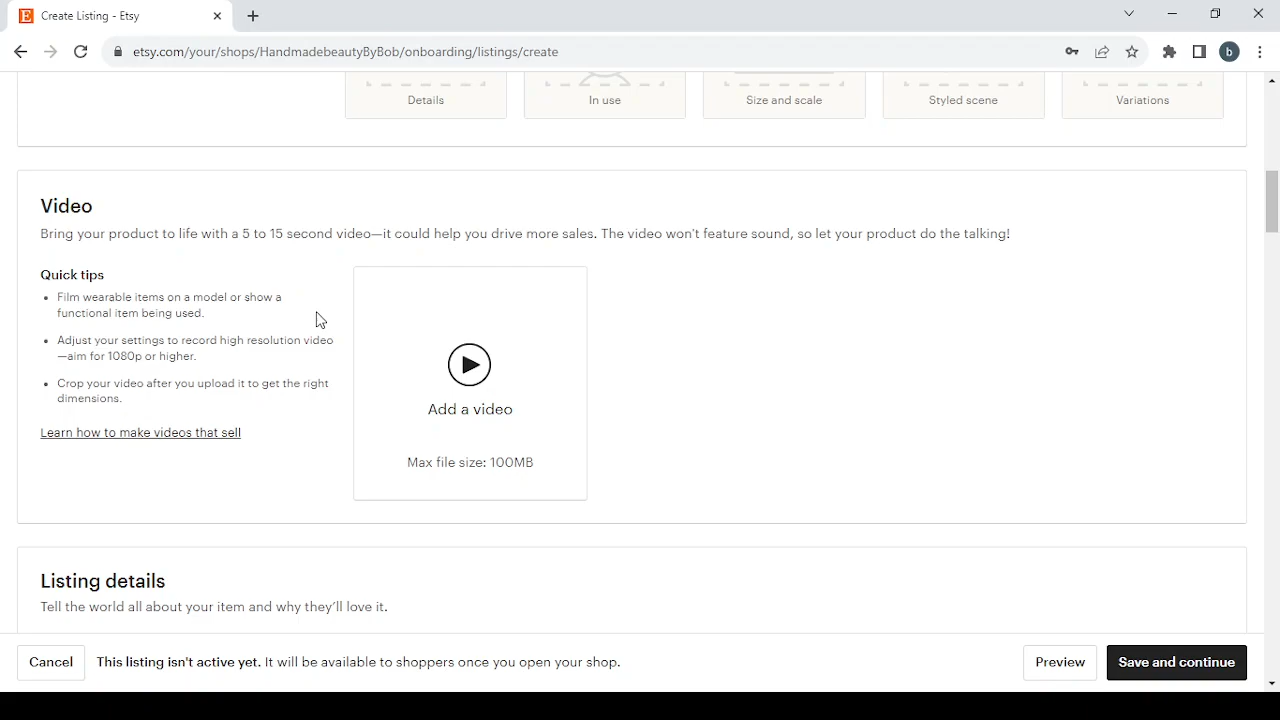 Create Listing - Etsy
etsy.com/your/shops/HandmadebeautyByBob/onboarding/listings/create
b
Details
In use
Size and scale
Styled scene
Variations
Video
Bring your product to life with a 5 to 15 second video—it could help you drive more sales. The video won't feature sound, so let your product do the talking!
Quick tips
• Film wearable items on a model or show a
functional item being used.
• Adjust your settings to record high resolution video
—aim for 1080p or higher.
• Crop your video after you upload it to get the right
dimensions.
Learn how to make videos that sell
Add a video
Max file size: 100MB
Listing details
Tell the world all about your item and why they'll love it.
Cancel
This listing isn't active yet. It will be available to shoppers once you open your shop.
Preview
Save and continue